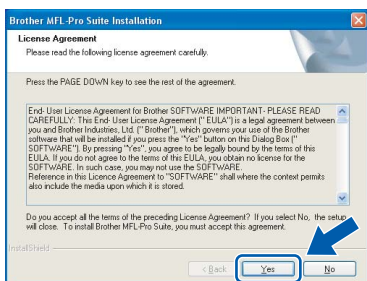 Brother MFL-Pro Suite Installation
License Agreement
Please read the following license agreement carefully.
Press the PAGE DOWN key to see the rest of the agreement.
End- User License Agreement for Brother SOFTWARE IMPORTANT- PLEASE READ
CAREFULLY: This End- User License Agreement (" EULA") is a legal agreement between
you and Brother Industries, Ltd. (" Brother"), which governs your use of the Brother
software that will be installed if you press the "Yes" button on this Dialog Box ("
SOFTWARE"). By pressing "Yes", you agree to be legally bound by the terms of this
EULA. If you do not agree to the terms of this EULA, you obtain no license for the
SOFTWARE. In such case, you may not use the SOFTWARE.
Reference in this Licence Agreement to "SOFTWARE" shall where the context permits
also include the media upon which it is stored.
Do you accept all the terms of the preceding License Agreement? If you select No, the setup
will close. To install Brother MFL-Pro Suite, you must accept this agreement.
InstallShield
< Back Yes No